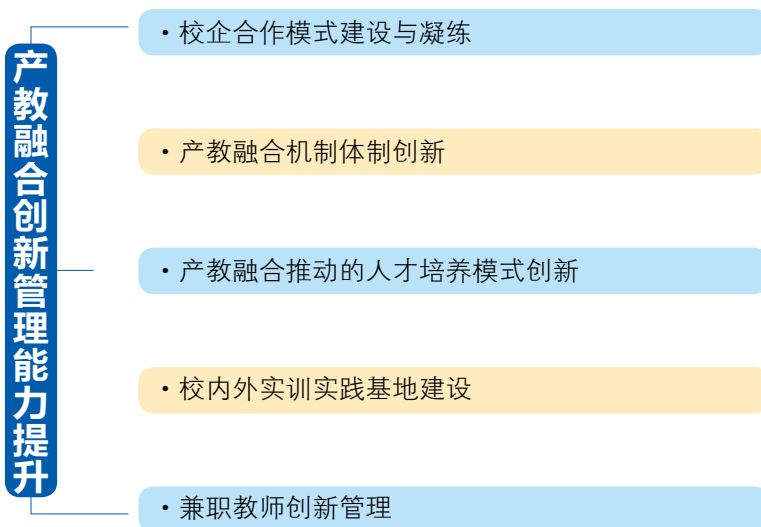 产教融合创新管理能力提升
•校企合作模式建设与凝练
•产教融合机制体制创新
•产教融合推动的人才培养模式创新
•校内外实训实践基地建设
•兼职教师创新管理